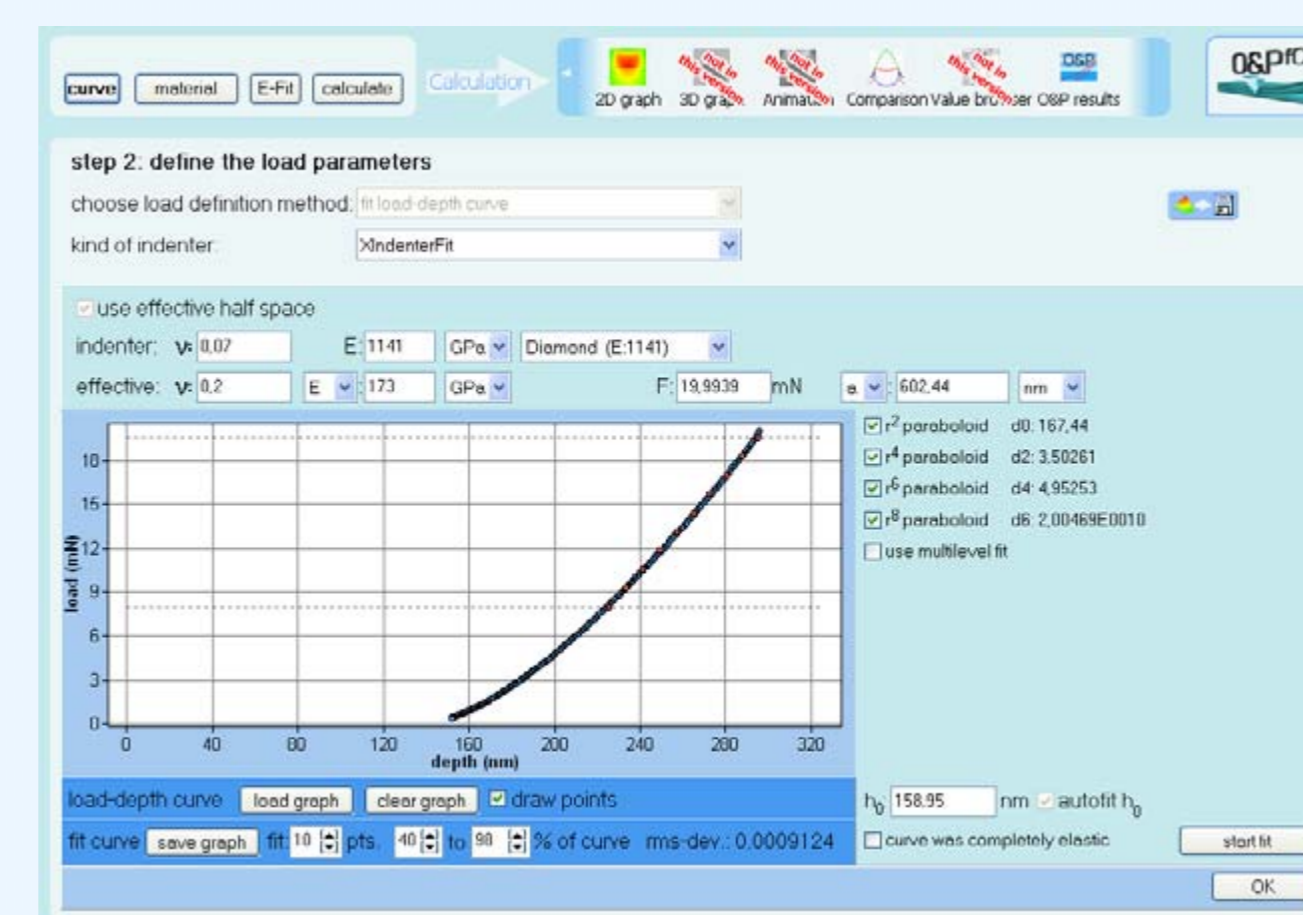 curve material E-Fit calculate Calculation
not in this version not in this version not in this version
2D graph 3D graph Animation Comparison Value browser O&P results
O&PfC
step 2: define the load parameters
choose load definition method: fit load-depth curve
kind of indenter: XIndenterFit
use effective half space
indenter: ν: 0,07 E: 1141 GPa Diamond (E:1141)
effective: ν: 0,2 E : 173 GPa F: 19,9939 mN a : 602,44 nm
r² paraboloid d0: 167,44
r⁴ paraboloid d2: 3,50261
r⁶ paraboloid d4: 4,95253
r⁸ paraboloid d6: 2,00469E0010
use multilevel fit
load (mN)
18
15
12
9
6
3
0
0 40 80 120 160 200 240 280 320
depth (nm)
load-depth curve load graph clear graph draw points
h₀ 158.95 nm autofit h₀
fit curve save graph fit: 10 pts, 40 to 98 % of curve rms-dev.: 0.0009124
curve was completely elastic start fit
OK